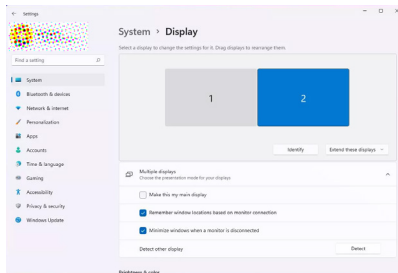 Settings
System > Display
Select a display to change the settings for it. Drag displays to rearrange them.
Find a setting
System
Bluetooth & devices
Network & internet
Personalization
Apps
Accounts
Time & language
Gaming
Accessibility
Privacy & security
Windows Update
1
2
Identify
Extend these displays
Multiple displays
Choose the presentation mode for your displays
Make this my main display
Remember window locations based on monitor connection
Minimize windows when a monitor is disconnected
Detect other display
Detect
Brightness & color